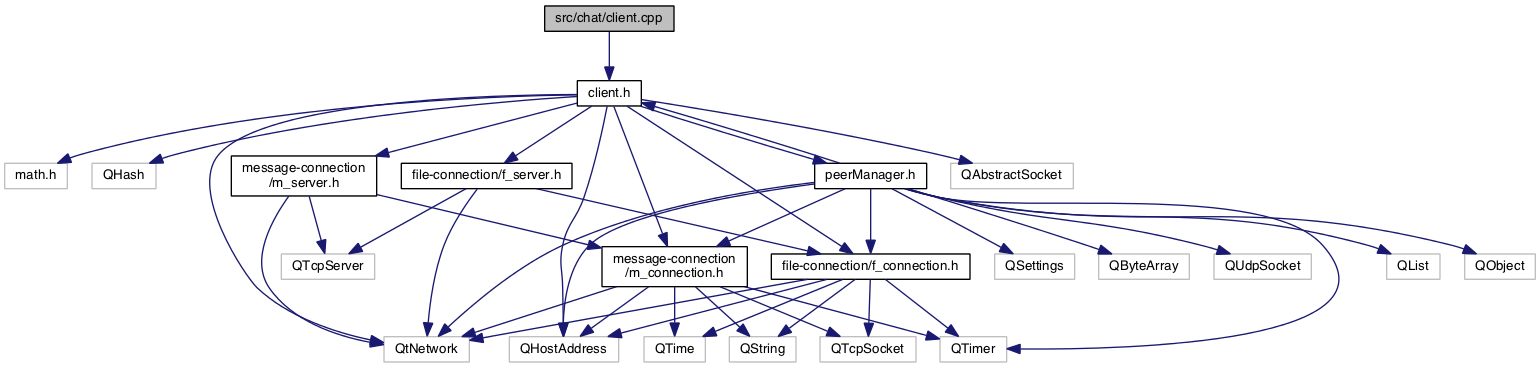 src/chat/client.cpp
client.h
math.h
QHash
message-connection
/m_server.h
file-connection/f_server.h
peerManager.h
QAbstractSocket
QTcpServer
message-connection
/m_connection.h
file-connection/f_connection.h
QSettings
QByteArray
QUdpSocket
QList
QObject
QtNetwork
QHostAddress
QTime
QString
QTcpSocket
QTimer